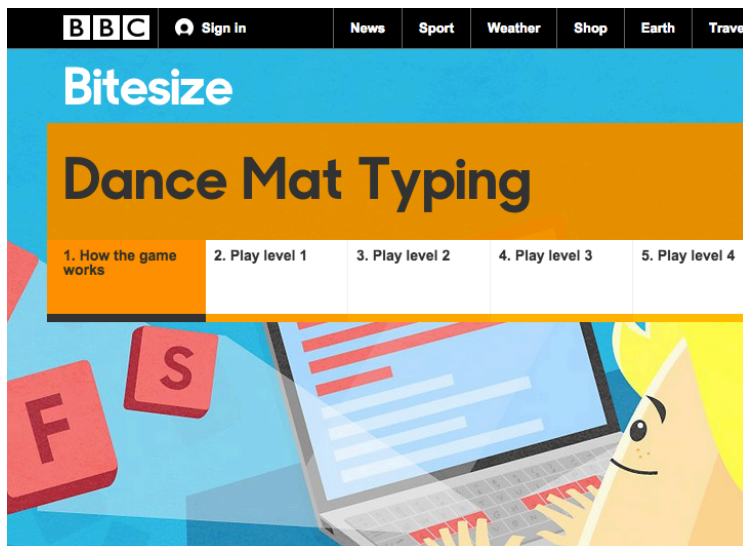 BBC Sign in News Sport Weather Shop Earth Trave
Bitesize
Dance Mat Typing
1. How the game works
2. Play level 1
3. Play level 2
4. Play level 3
5. Play level 4
S
F